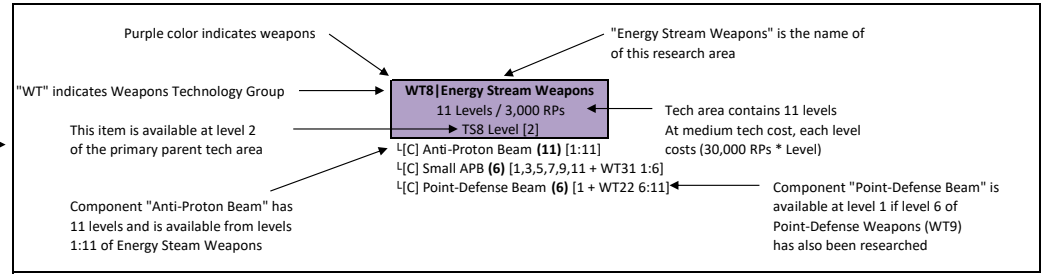 Purple color indicates weapons
"Energy Stream Weapons" is the name of
of this research area
"WT" indicates Weapons Technology Group
WT8|Energy Stream Weapons
11 Levels / 3,000 RPs
TS8 Level [2]
Tech area contains 11 levels
At medium tech cost, each level
costs (30,000 RPs * Level)
This item is available at level 2
of the primary parent tech area
└[C] Anti-Proton Beam (11) [1:11]
└[C] Small APB (6) [1,3,5,7,9,11 + WT31 1:6]
└[C] Point-Defense Beam (6) [1 + WT22 6:11]
Component "Anti-Proton Beam" has
11 levels and is available from levels
1:11 of Energy Steam Weapons
Component "Point-Defense Beam" is
available at level 1 if level 6 of
Point-Defense Weapons (WT9)
has also been researched